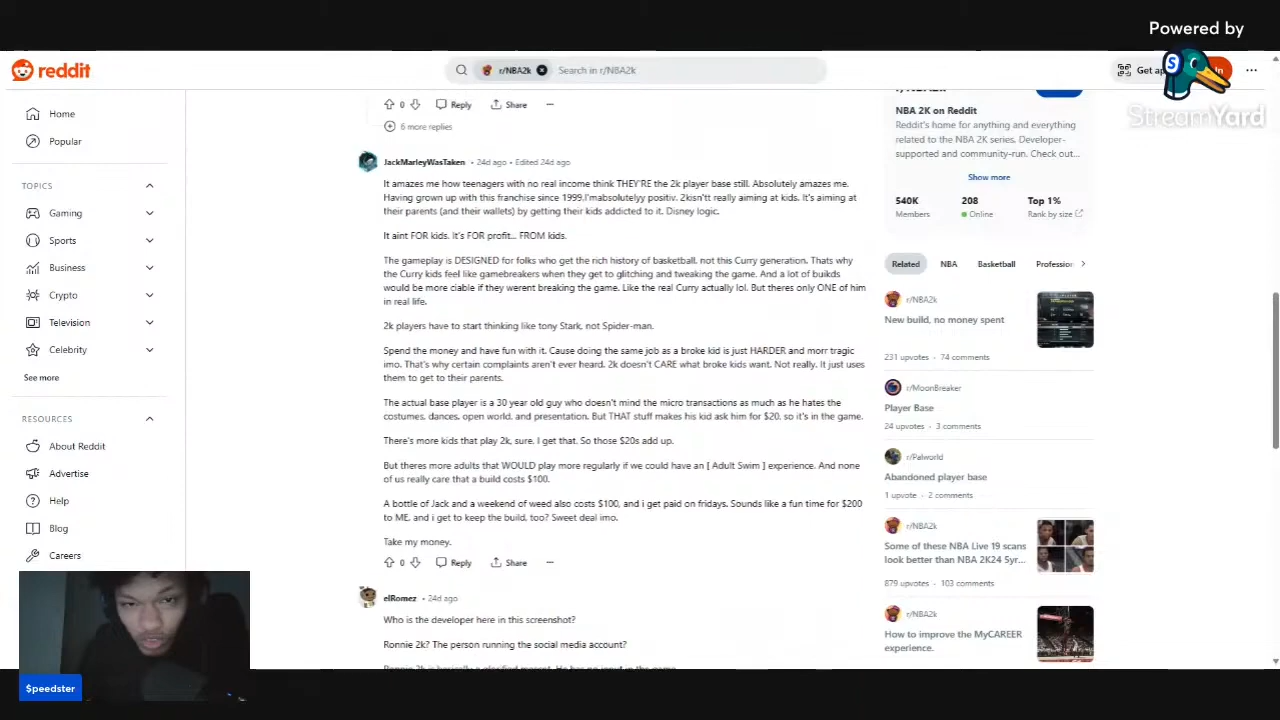 Powered by
StreamYard
reddit
r/NBA2k
Search in r/NBA2k
Get ap
In
Home
Popular
TOPICS
Gaming
Sports
Business
Crypto
Television
Celebrity
See more
RESOURCES
About Reddit
Advertise
Help
Blog
Careers
0 Reply Share
6 more replies
JackMarleyWasTaken • 24d ago • Edited 24d ago
It amazes me how teenagers with no real income think THEY'RE the 2k player base still. Absolutely amazes me.
Having grown up with this franchise since 1999,I'mabsolutelyy positiv. 2kisn'tt really aiming at kids. It's aiming at
their parents (and their wallets) by getting their kids addicted to it. Disney logic.
It aint FOR kids. It's FOR profit... FROM kids.
The gameplay is DESIGNED for folks who get the rich history of basketball, not this Curry generation. Thats why
the Curry kids feel like gamebreakers when they get to glitching and tweaking the game. And a lot of buikds
would be more ciable if they werent breaking the game. Like the real Curry actually lol. But theres only ONE of him
in real life.
2k players have to start thinking like tony Stark, not Spider-man.
Spend the money and have fun with it. Cause doing the same job as a broke kid is just HARDER and morr tragic
imo. That's why certain complaints aren't ever heard. 2k doesn't CARE what broke kids want. Not really. It just uses
them to get to their parents.
The actual base player is a 30 year old guy who doesn't mind the micro transactions as much as he hates the
costumes, dances, open world, and presentation. But THAT stuff makes his kid ask him for $20, so it's in the game.
There's more kids that play 2k, sure. I get that. So those $20s add up.
But theres more adults that WOULD play more regularly if we could have an [ Adult Swim ] experience. And none
of us really care that a build costs $100.
A bottle of Jack and a weekend of weed also costs $100, and i get paid on fridays. Sounds like a fun time for $200
to ME, and i get to keep the build, too? Sweet deal imo.
Take my money.
0 Reply Share
elRomez • 24d ago
Who is the developer here in this screenshot?
Ronnie 2k? The person running the social media account?
NBA 2K on Reddit
Reddit's home for anything and everything
related to the NBA 2K series. Developer-
supported and community-run. Check out...
Show more
540K 208 Top 1%
Members Online Rank by size
Related NBA Basketball Profession
r/NBA2k
New build, no money spent
231 upvotes • 74 comments
r/MoonBreaker
Player Base
24 upvotes • 3 comments
r/Palworld
Abandoned player base
1 upvote • 2 comments
r/NBA2k
Some of these NBA Live 19 scans
look better than NBA 2K24 5yr...
879 upvotes • 103 comments
r/NBA2k
How to improve the MyCAREER
experience.
$peedster